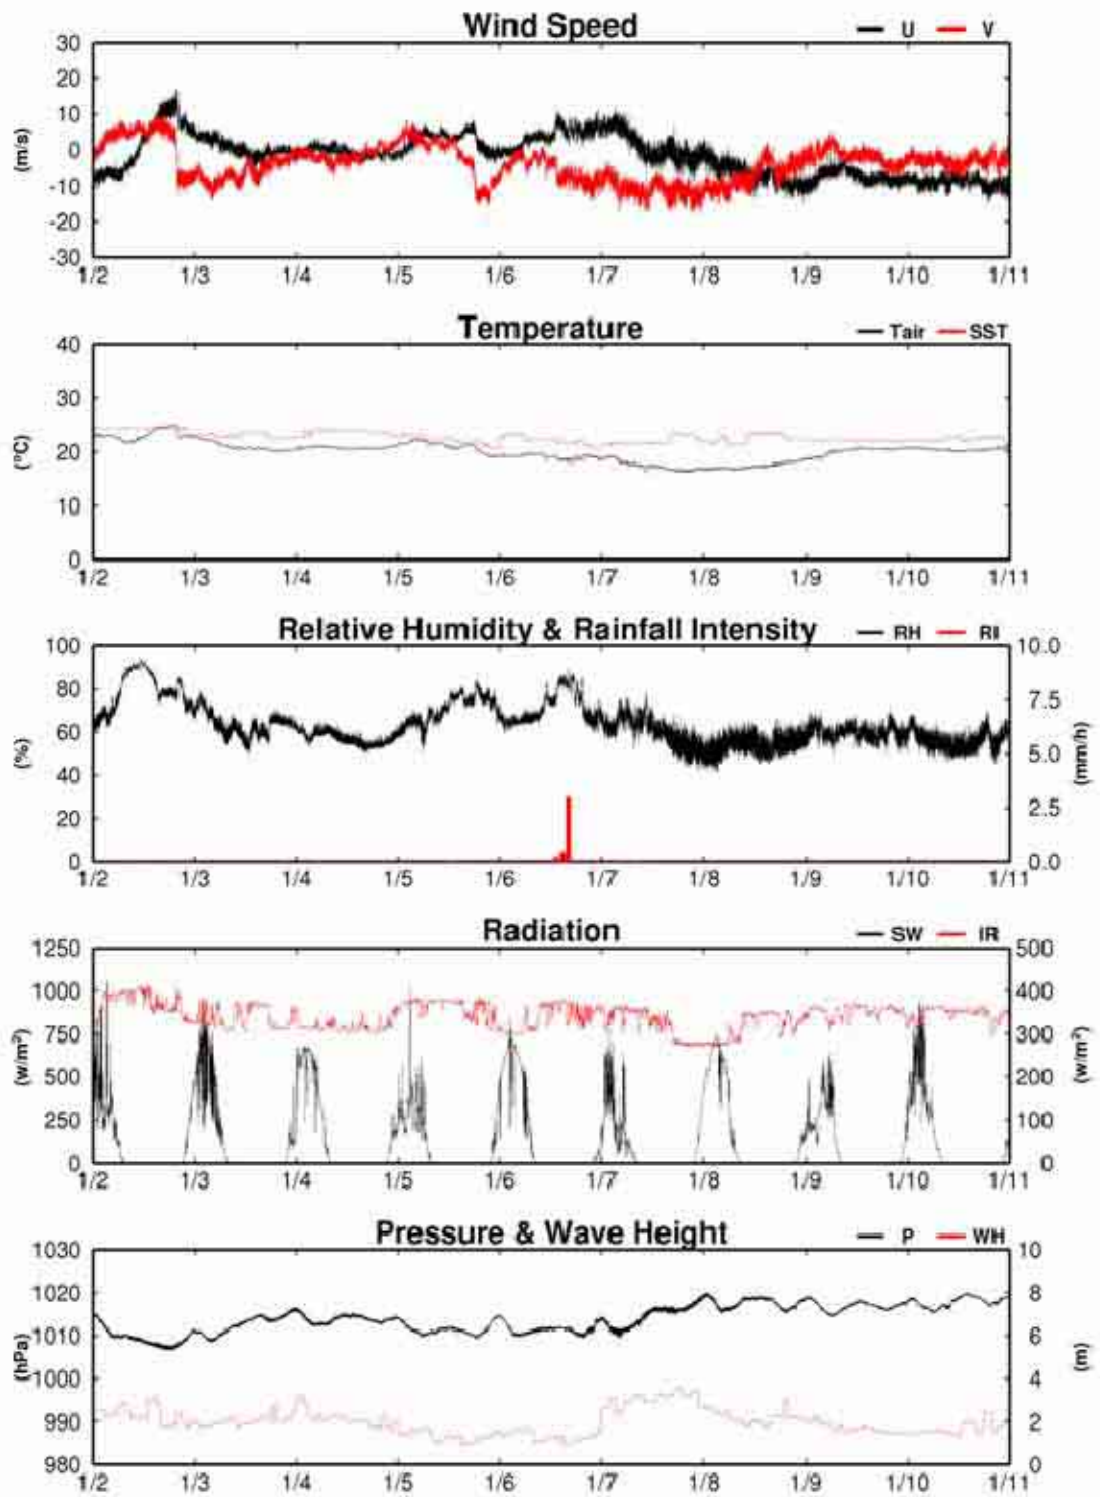 Wind Speed
U V
30
20
10
0
-10
-20
-30
(m/s)
1/2 1/3 1/4 1/5 1/6 1/7 1/8 1/9 1/10 1/11
Temperature
Tair SST
40
30
20
10
0
(°C)
1/2 1/3 1/4 1/5 1/6 1/7 1/8 1/9 1/10 1/11
Relative Humidity & Rainfall Intensity
RH RI
100 10.0
80 7.5
60 5.0
40 2.5
20 0.0
0
(%) (mm/h)
1/2 1/3 1/4 1/5 1/6 1/7 1/8 1/9 1/10 1/11
Radiation
SW IR
1250 500
1000 400
750 300
500 200
250 100
0 0
(w/m²) (w/m²)
1/2 1/3 1/4 1/5 1/6 1/7 1/8 1/9 1/10 1/11
Pressure & Wave Height
P WH
1030 10
1020 8
1010 6
1000 4
990 2
980 0
(hPa) (m)
1/2 1/3 1/4 1/5 1/6 1/7 1/8 1/9 1/10 1/11